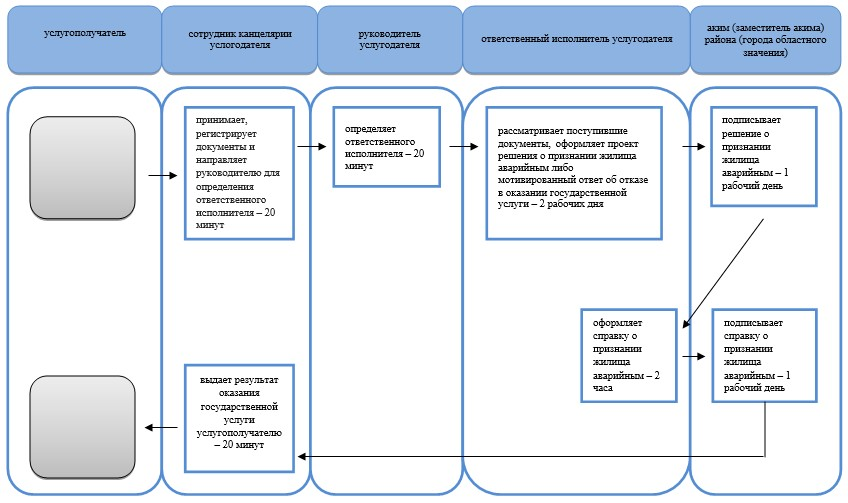 услугополучатель
сотрудник канцелярии
услогодателя
руководитель
услугодателя
ответственный исполнитель услугодателя
аким (заместитель акима)
района (города областного
значения)
принимает,
регистрирует
документы и
направляет
руководителю для
определения
ответственного
исполнителя – 20
минут
определяет
ответственного
исполнителя – 20
минут
рассматривает поступившие
документы, оформляет проект
решения о признании жилища
аварийным либо
мотивированный ответ об отказе
в оказании государственной
услуги – 2 рабочих дня
подписывает
решение о
признании
жилища
аварийным – 1
рабочий день
оформляет
справку о
признании
жилища
аварийным – 2
часа
подписывает
справку о
признании
жилища
аварийным – 1
рабочий день
выдает результат
оказания
государственной
услуги
услугополучателю
– 20 минут